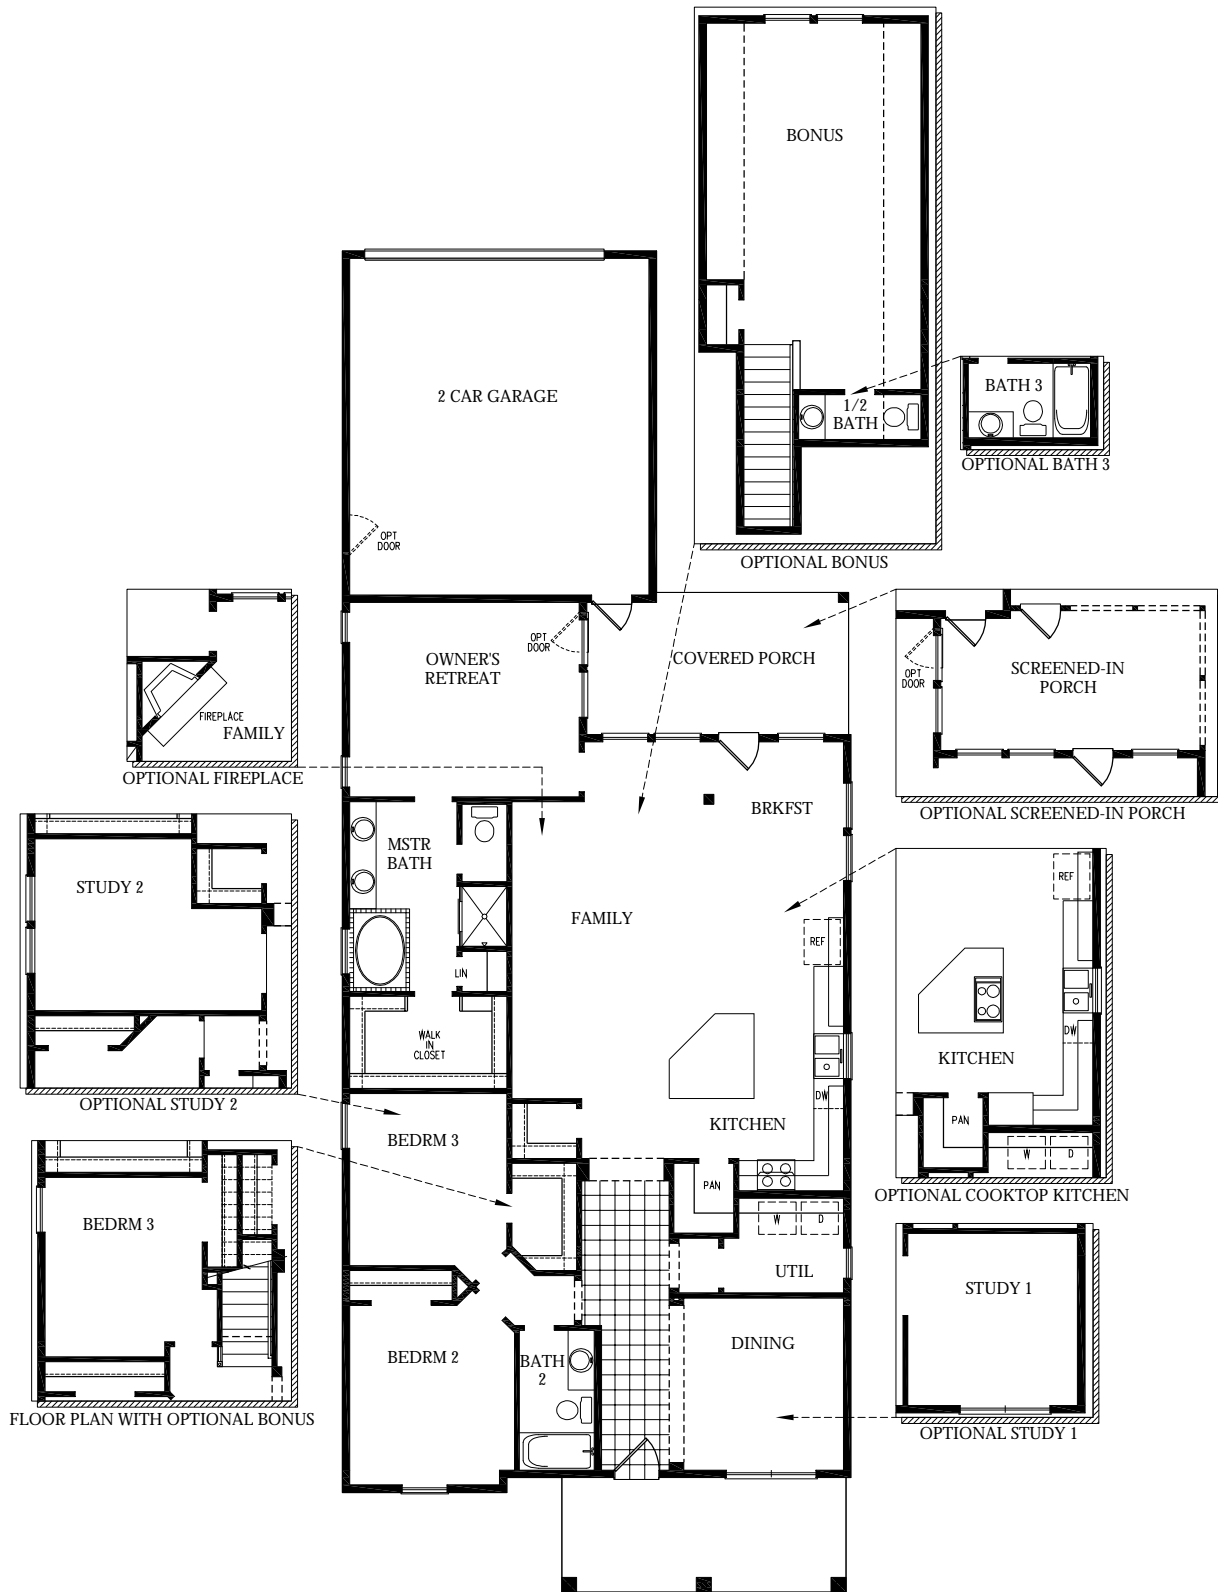 BONUS
2 CAR GARAGE
BATH 3
1/2
BATH
OPTIONAL BATH 3
OPT
DOOR
OPTIONAL BONUS
OWNER'S
RETREAT
OPT
DOOR
COVERED PORCH
OPT
DOOR
SCREENED-IN
PORCH
OPTIONAL SCREENED-IN PORCH
FIREPLACE
FAMILY
OPTIONAL FIREPLACE
BRKFST
MSTR
BATH
FAMILY
REF
LIN
WALK
IN
CLOSET
DW
KITCHEN
STUDY 2
OPTIONAL STUDY 2
REF
DW
KITCHEN
PAN
W
D
OPTIONAL COOKTOP KITCHEN
BEDRM 3
PAN
W
D
UTIL
BEDRM 3
FLOOR PLAN WITH OPTIONAL BONUS
BEDRM 2
BATH
2
DINING
STUDY 1
OPTIONAL STUDY 1